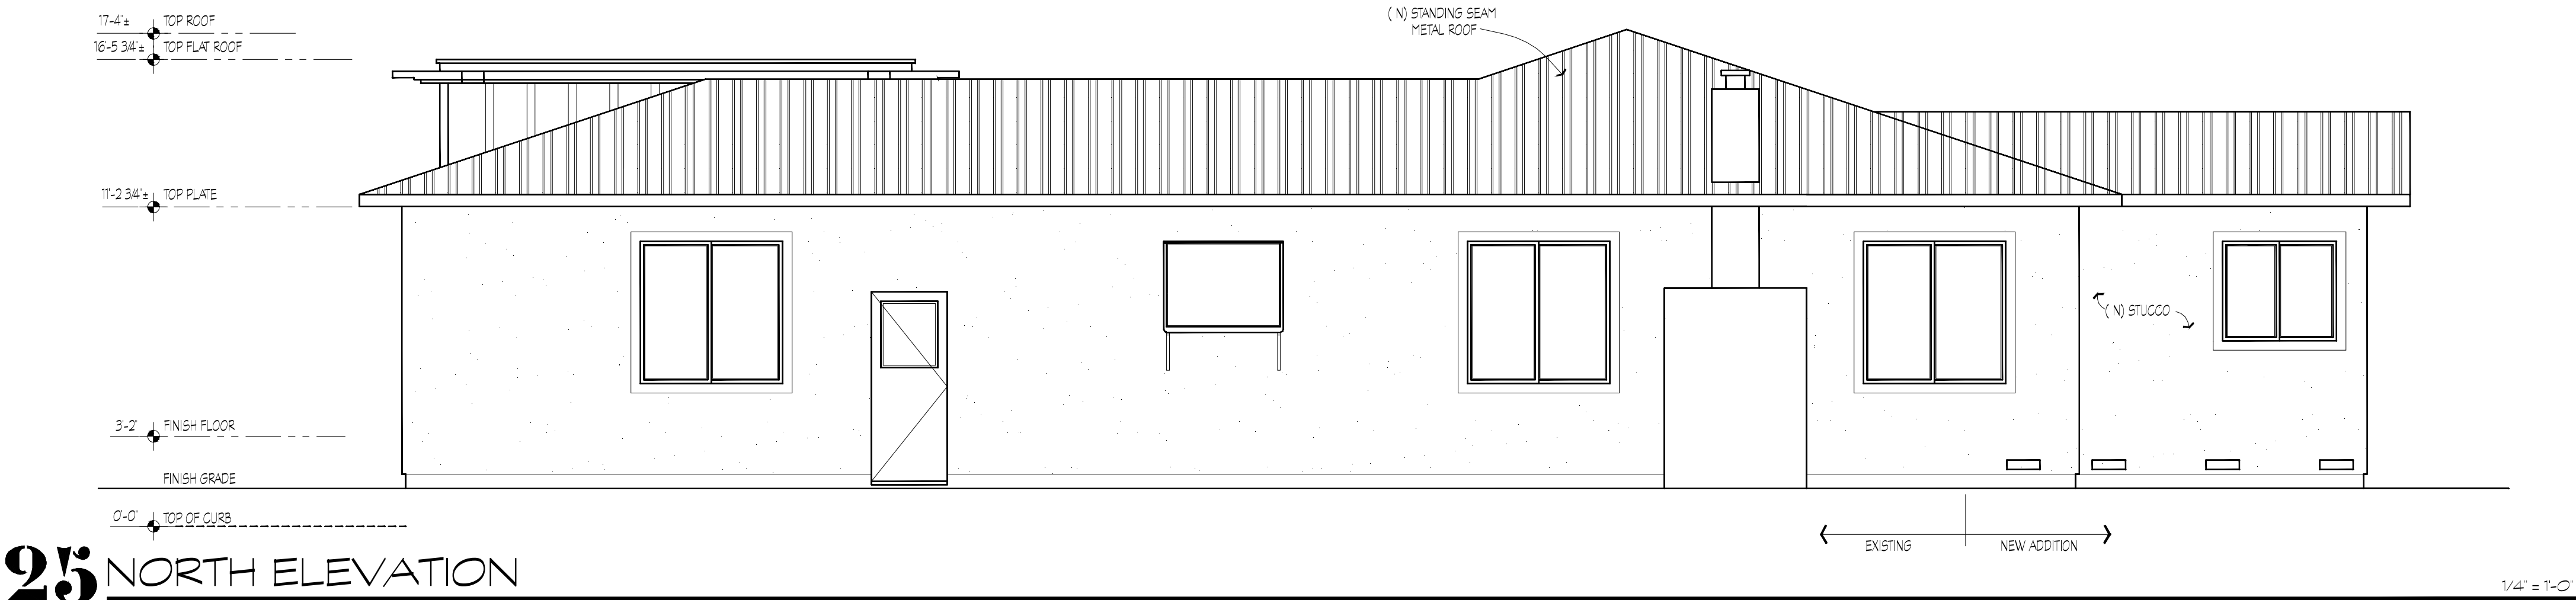 17'-4"± TOP ROOF
16'-5 3/4"± TOP FLAT ROOF
( N) STANDING SEAM
METAL ROOF
11'-2 3/4"± TOP PLATE
( N) STUCCO
3'-2" FINISH FLOOR
FINISH GRADE
0'-0" TOP OF CURB
EXISTING NEW ADDITION
25 NORTH ELEVATION
1/4" = 1'-0"